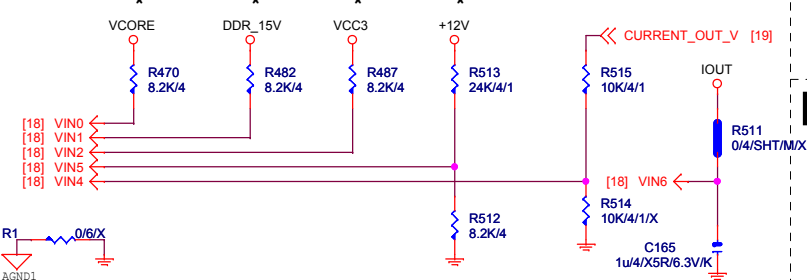 VCORE DDR_15V VCC3 +12V
CURRENT_OUT_V [19]
IOUT
R470
8.2K/4
R482
8.2K/4
R487
8.2K/4
R513
24K/4/1
R515
10K/4/1
R511
0/4/SHT/M/X
[18] VIN0
[18] VIN1
[18] VIN2
[18] VIN5
[18] VIN4
[18] VIN6
R512
8.2K/4
R514
10K/4/1/X
R1
0/6/X
AGND1
C165
1u/4/X5R/6.3V/K